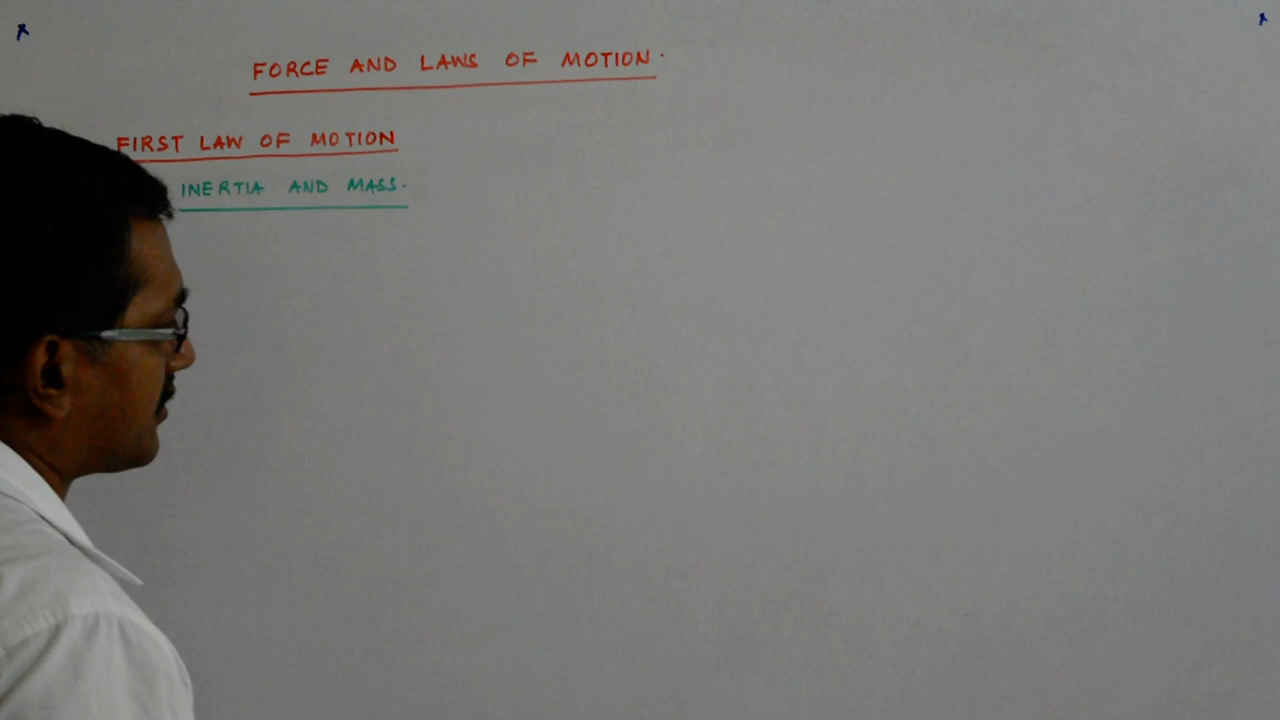 FORCE AND LAWS OF MOTION.
FIRST LAW OF MOTION
INERTIA AND MASS.